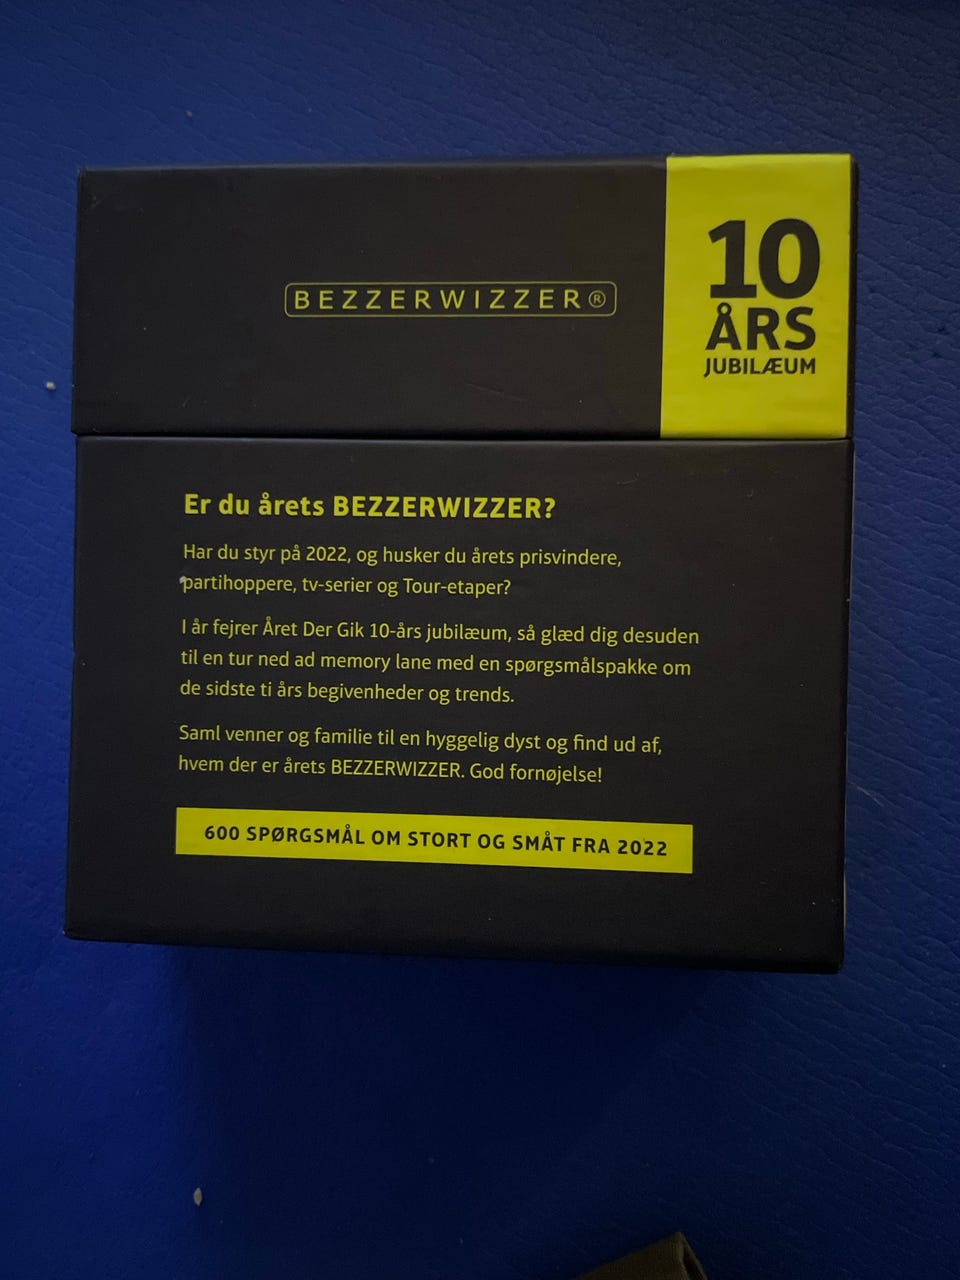 BEZZERWIZZER®
10
ÅRS
JUBILÆUM
Er du årets BEZZERWIZZER?
Har du styr på 2022, og husker du årets prisvindere,
partihoppere, tv-serier og Tour-etaper?
I år fejrer Året Der Gik 10-års jubilæum, så glæd dig desuden
til en tur ned ad memory lane med en spørgsmålspakke om
de sidste ti års begivenheder og trends.
Saml venner og familie til en hyggelig dyst og find ud af,
hvem der er årets BEZZERWIZZER. God fornøjelse!
600 SPØRGSMÅL OM STORT OG SMÅT FRA 2022